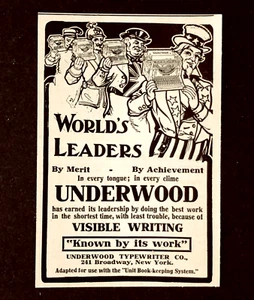 WORLD'S
LEADERS
By Merit - By Achievement
In every tongue; in every clime
UNDERWOOD
has earned its leadership by doing the best work
in the shortest time, with least trouble, because of
VISIBLE WRITING
"Known by its work"
UNDERWOOD TYPEWRITER CO.,
241 Broadway, New York.
Adapted for use with the "Unit Book-keeping System."